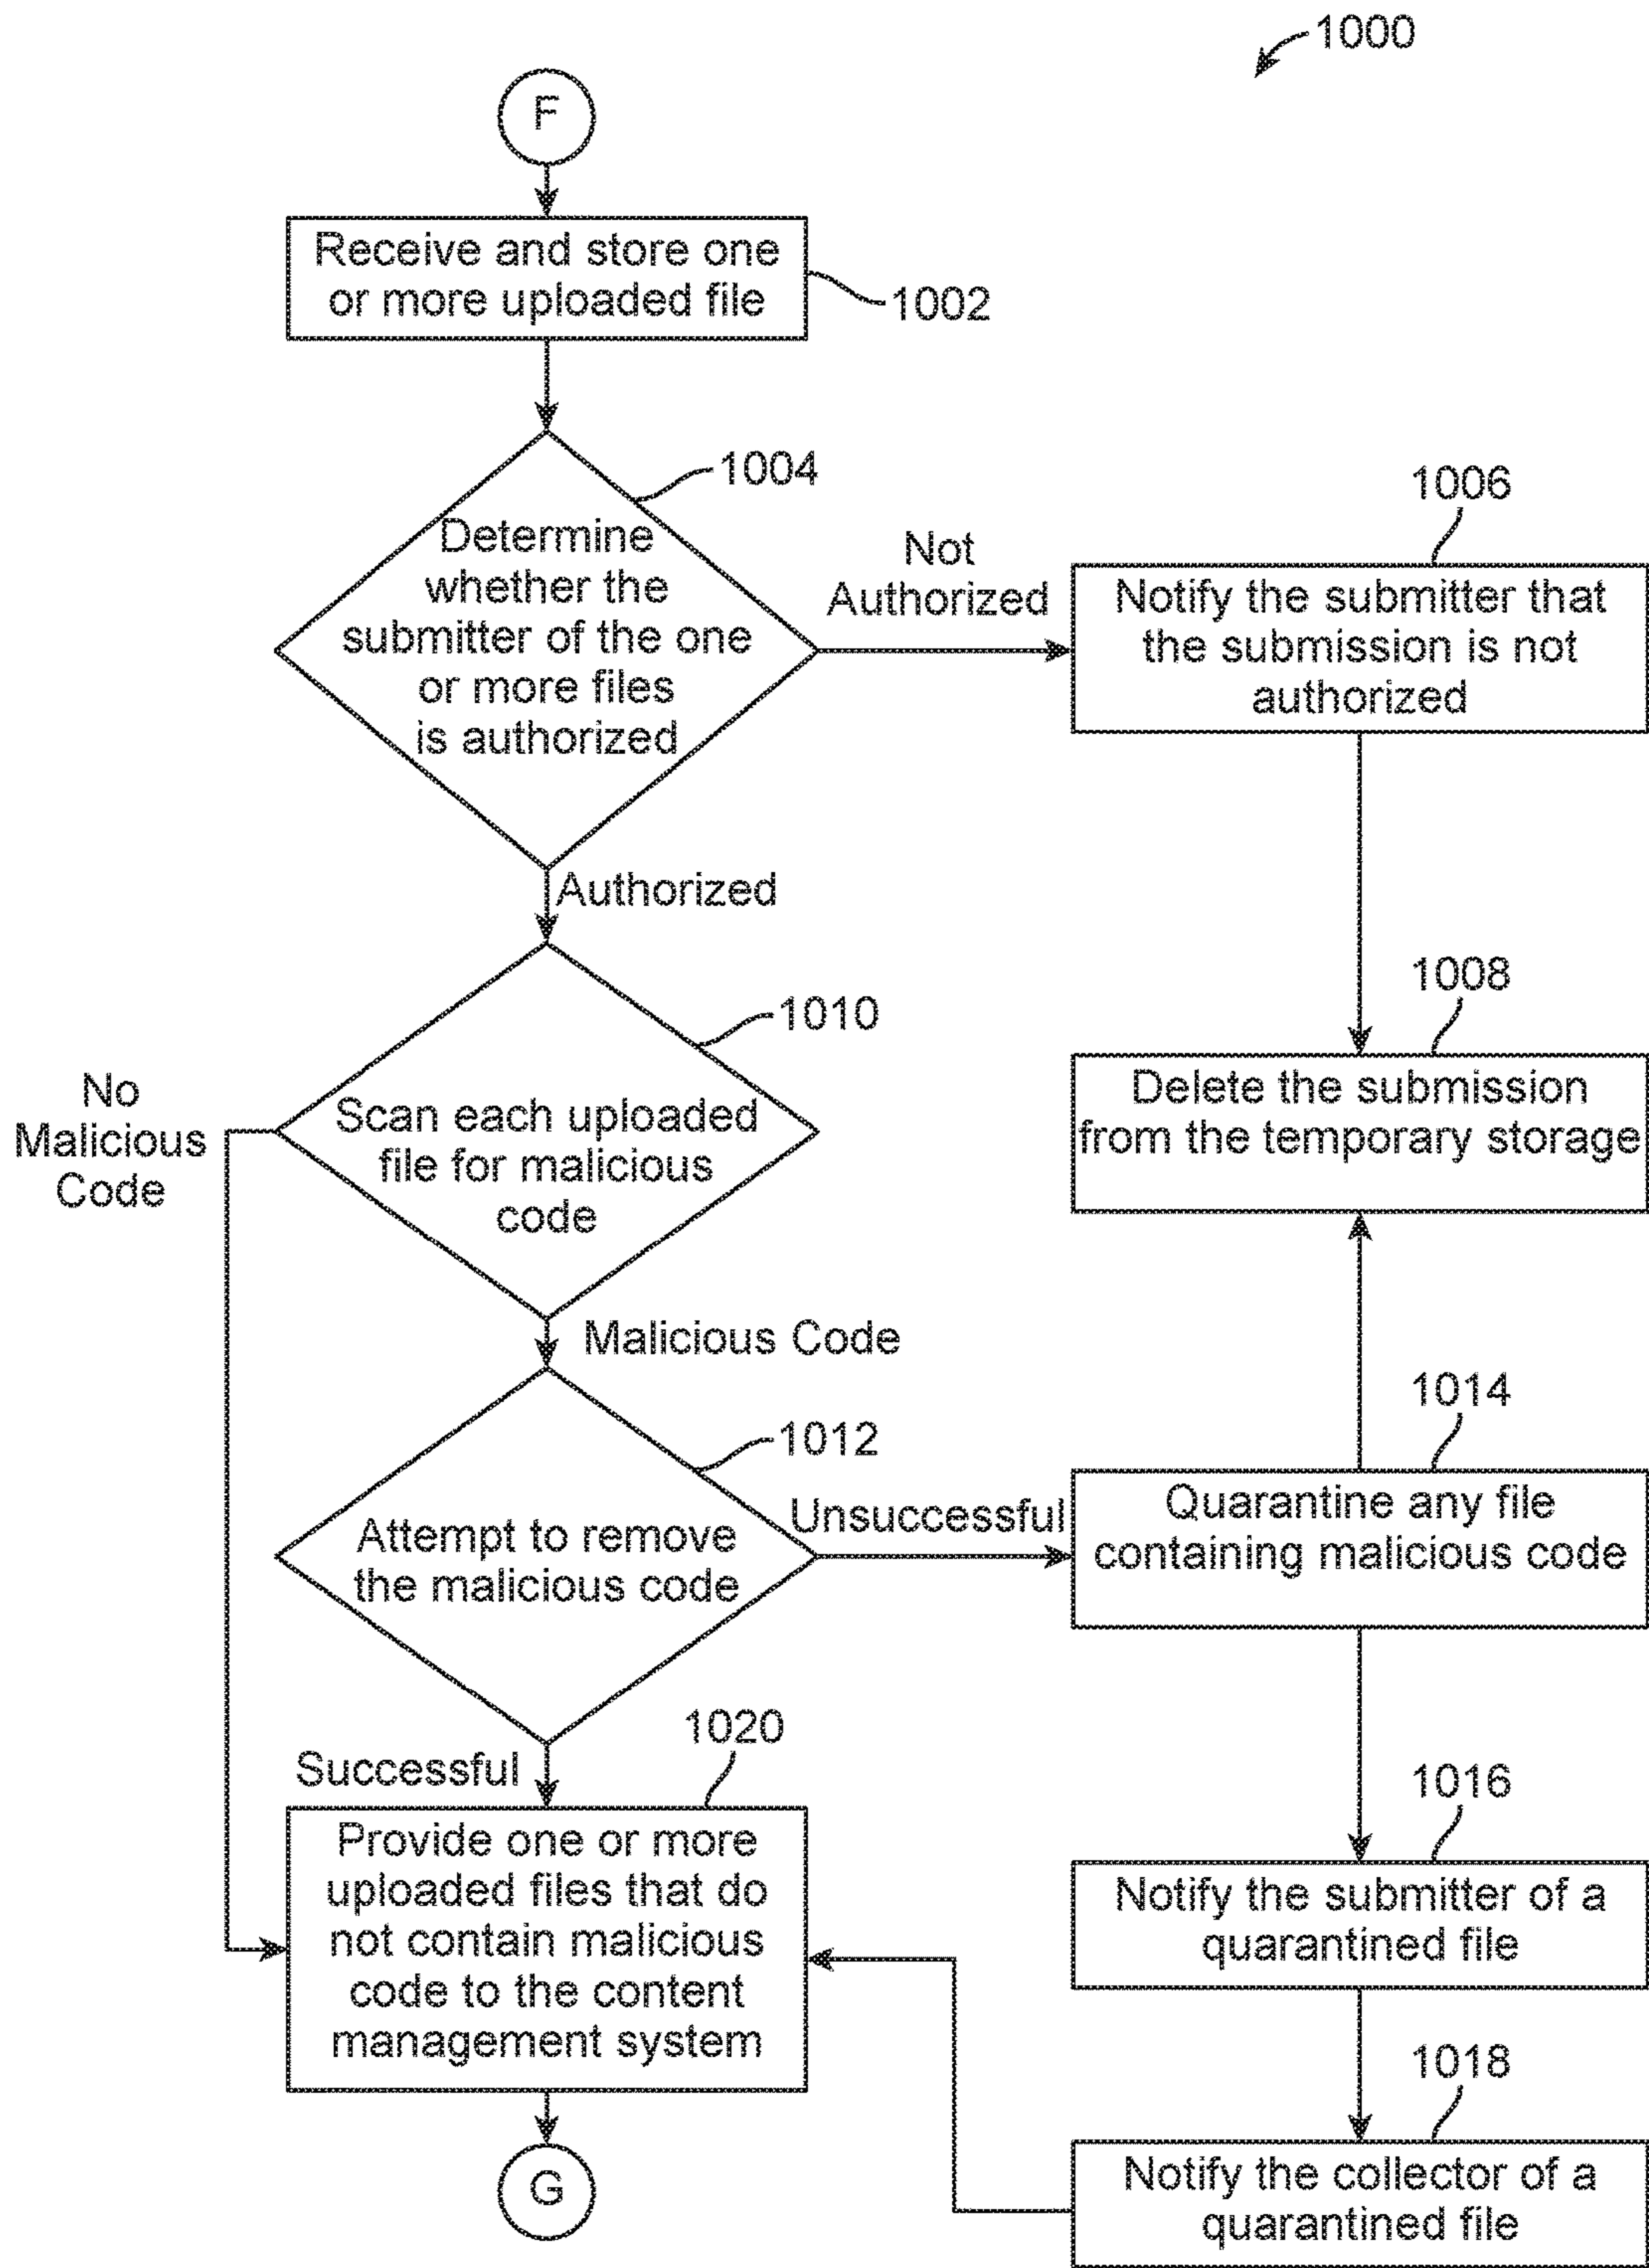 1000
F
Receive and store one
or more uploaded file
1002
1004
Determine
whether the
submitter of the one
or more files
is authorized
Not
Authorized
1006
Notify the submitter that
the submission is not
authorized
Authorized
1008
Delete the submission
from the temporary storage
1010
Scan each uploaded
file for malicious
code
No
Malicious
Code
Malicious Code
1012
Attempt to remove
the malicious code
Unsuccessful
1014
Quarantine any file
containing malicious code
Successful
1020
Provide one or more
uploaded files that do
not contain malicious
code to the content
management system
1016
Notify the submitter of a
quarantined file
1018
Notify the collector of a
quarantined file
G